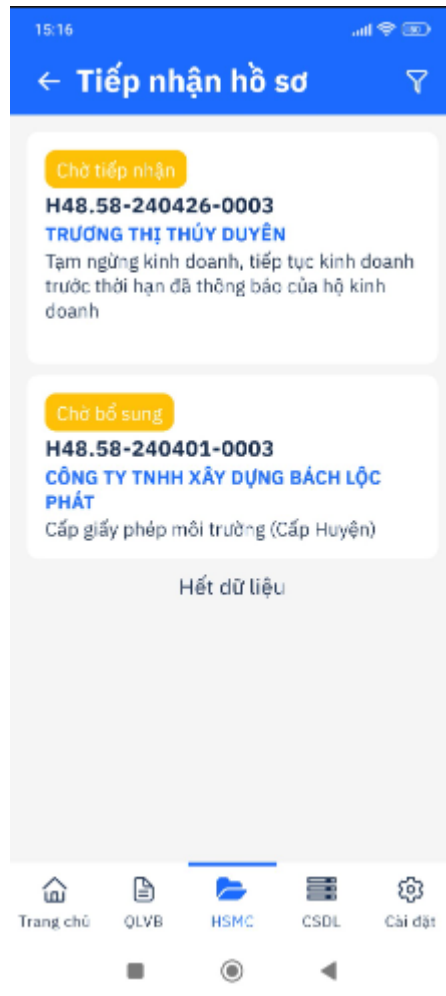 15:16
Tiếp nhận hồ sơ
Chờ tiếp nhận
H48.58-240426-0003
TRƯƠNG THỊ THÚY DUYÊN
Tạm ngừng kinh doanh, tiếp tục kinh doanh
trước thời hạn đã thông báo của hộ kinh
doanh
Chờ bổ sung
H48.58-240401-0003
CÔNG TY TNHH XÂY DỰNG BÁCH LỘC
PHÁT
Cấp giấy phép môi trường (Cấp Huyện)
Hết dữ liệu
Trang chủ QLVB HSMC CSDL Cài đặt